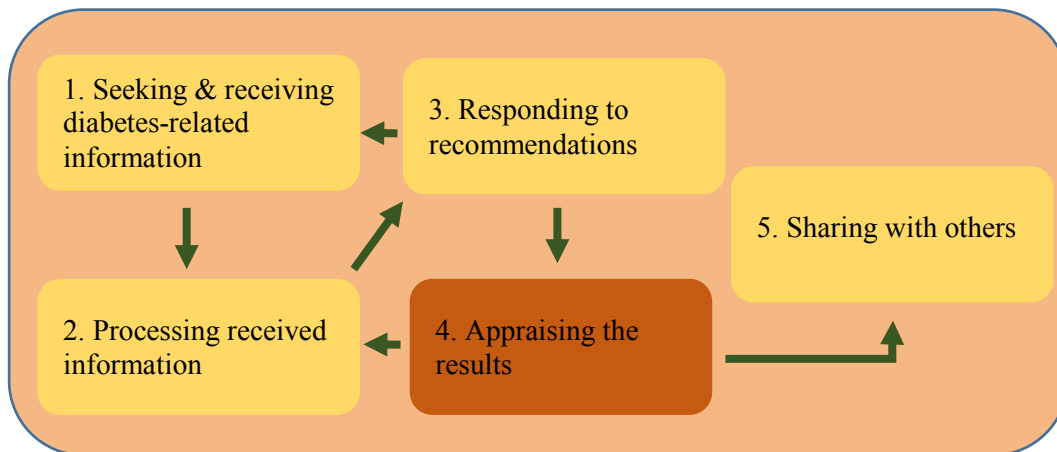 1. Seeking & receiving
diabetes-related
information
2. Processing received
information
3. Responding to
recommendations
4. Appraising the
results
5. Sharing with others